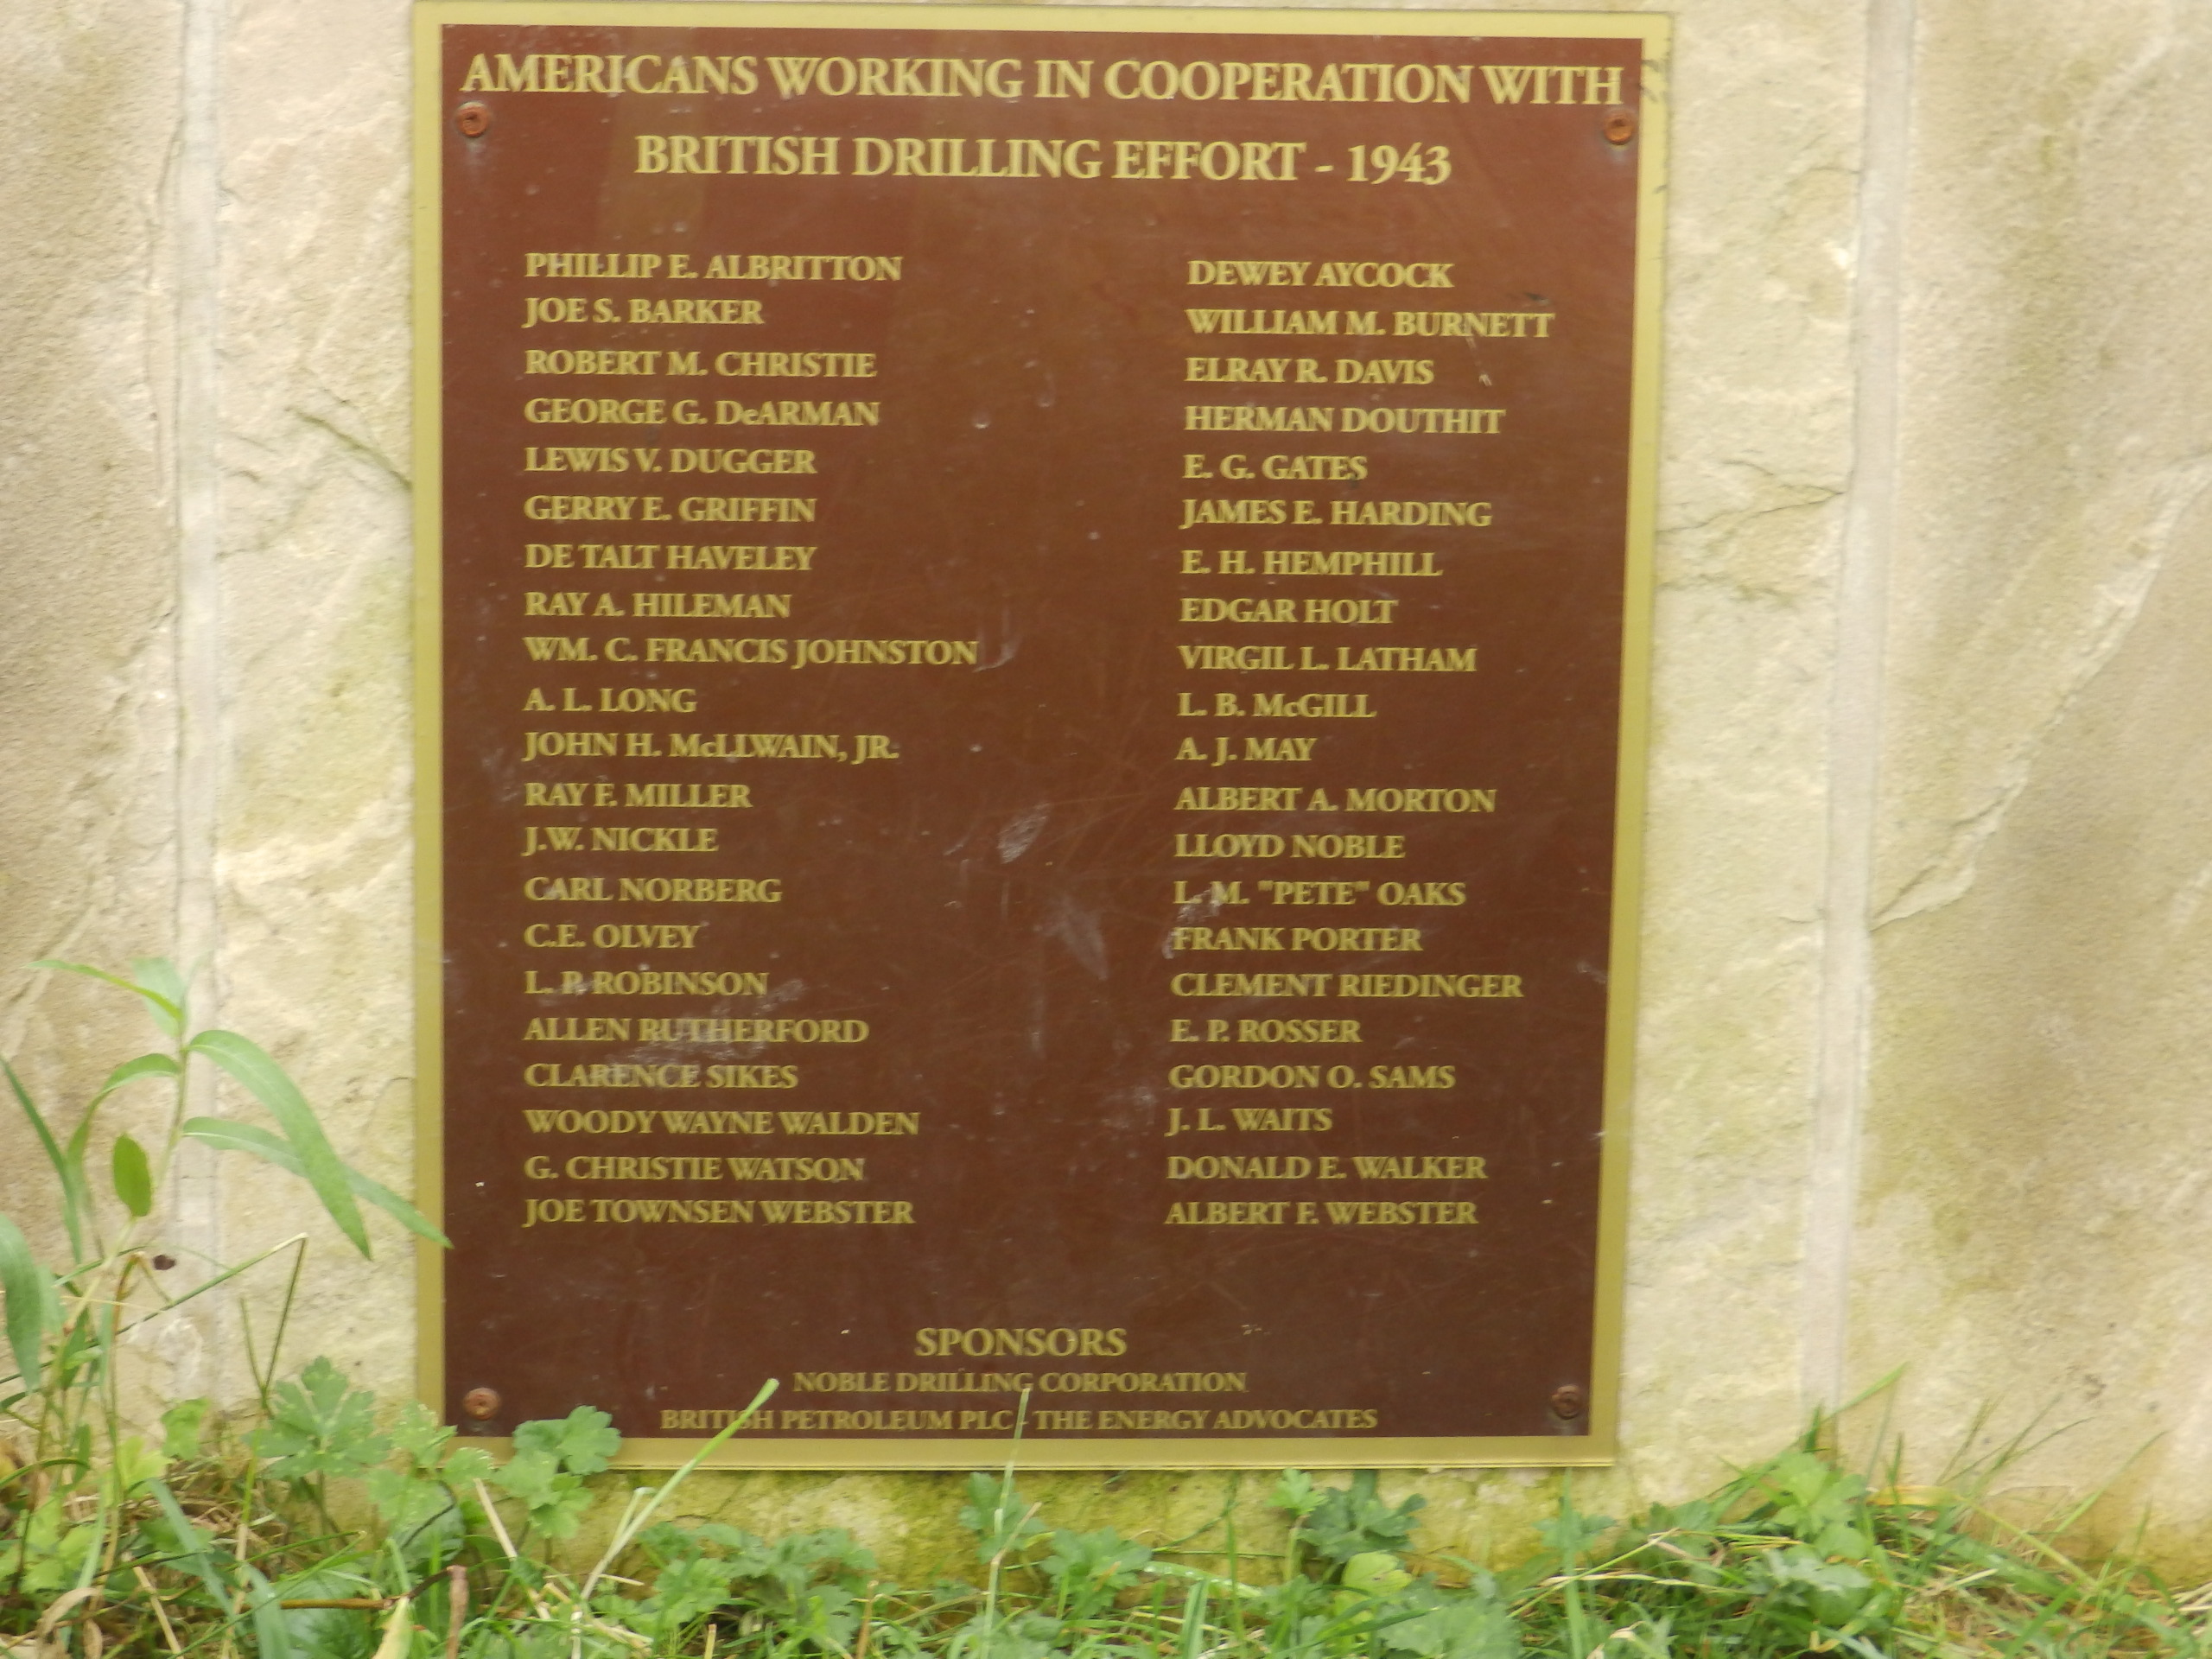 AMERICANS WORKING IN COOPERATION WITH
BRITISH DRILLING EFFORT - 1943
PHILLIP E. ALBRITTON
JOE S. BARKER
ROBERT M. CHRISTIE
GEORGE G. DeARMAN
LEWIS V. DUGGER
GERRY E. GRIFFIN
DE TALT HAVELEY
RAY A. HILEMAN
WM. C. FRANCIS JOHNSTON
A. L. LONG
JOHN H. McLLWAIN, JR.
RAY F. MILLER
J.W. NICKLE
CARL NORBERG
C.E. OLVEY
L. P. ROBINSON
ALLEN RUTHERFORD
CLARENCE SIKES
WOODY WAYNE WALDEN
G. CHRISTIE WATSON
JOE TOWNSEN WEBSTER
DEWEY AYCOCK
WILLIAM M. BURNETT
ELRAY R. DAVIS
HERMAN DOUTHIT
E. G. GATES
JAMES E. HARDING
E. H. HEMPHILL
EDGAR HOLT
VIRGIL L. LATHAM
L. B. McGILL
A. J. MAY
ALBERT A. MORTON
LLOYD NOBLE
L. M. "PETE" OAKS
FRANK PORTER
CLEMENT RIEDINGER
E. P. ROSSER
GORDON O. SAMS
J. L. WAITS
DONALD E. WALKER
ALBERT F. WEBSTER
SPONSORS
NOBLE DRILLING CORPORATION
BRITISH PETROLEUM PLC - THE ENERGY ADVOCATES